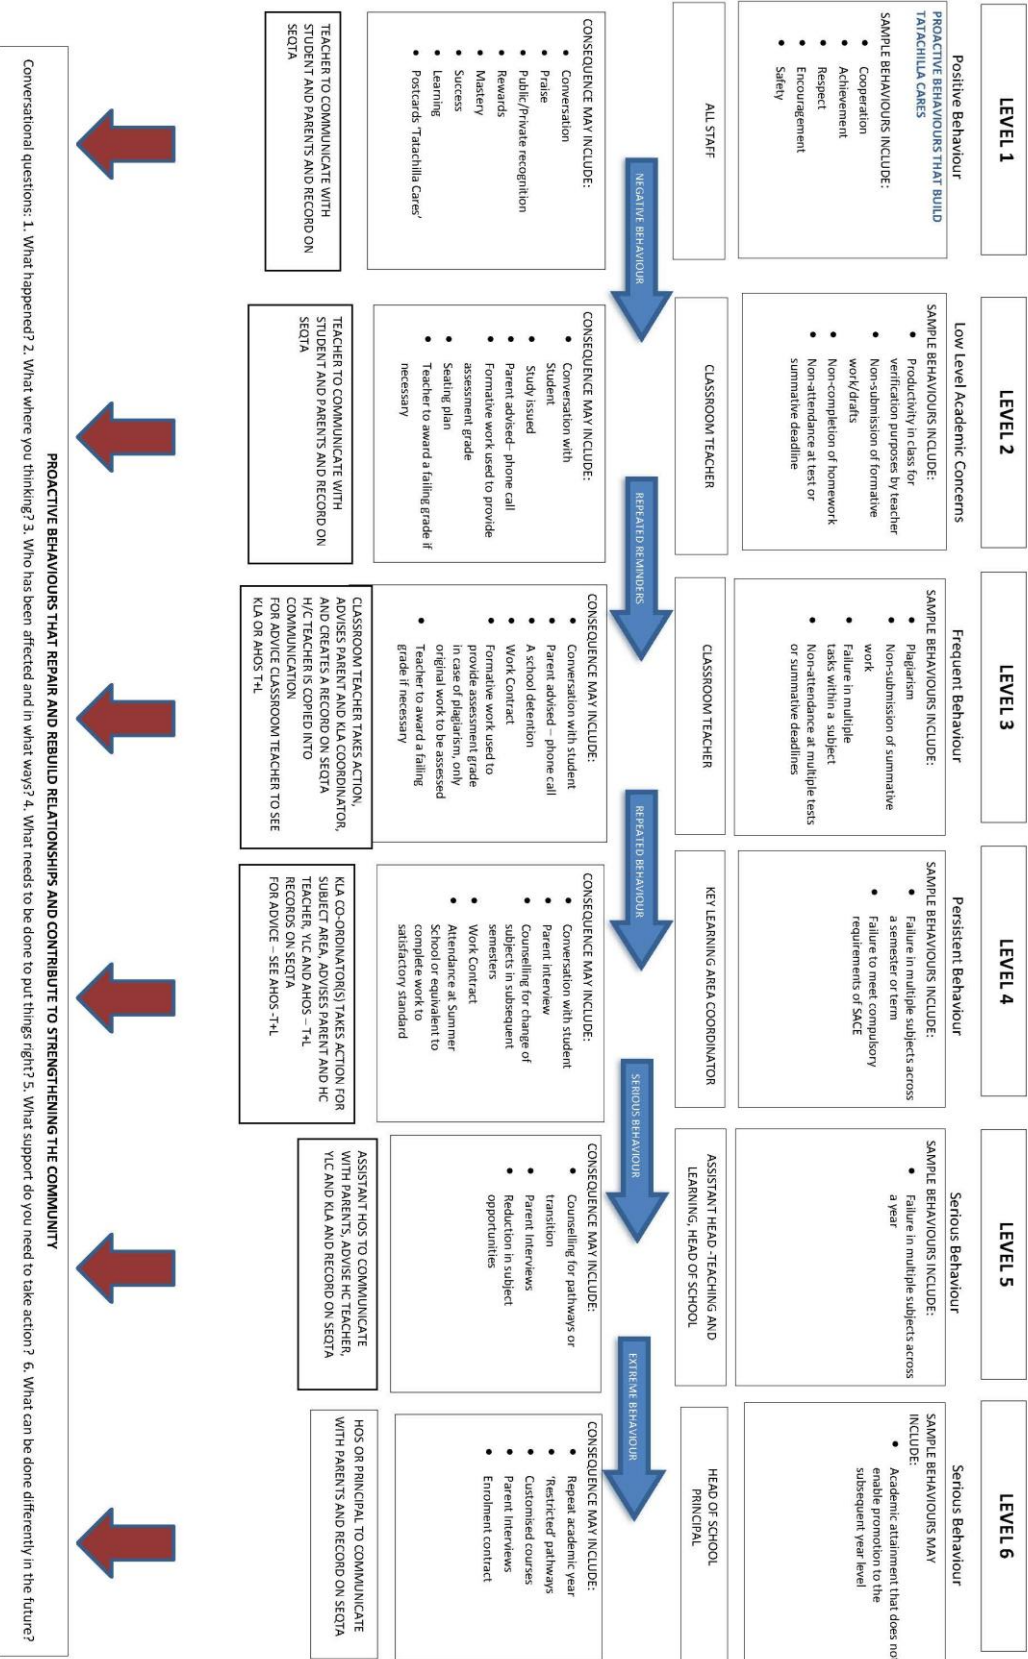 LEVEL 1
Positive Behaviour
PROACTIVE BEHAVIOURS THAT BUILD
TATACHILLA CARES
SAMPLE BEHAVIOURS INCLUDE:
• Cooperation
• Achievement
• Respect
• Encouragement
• Safety
ALL STAFF
NEGATIVE BEHAVIOUR
CONSEQUENCE MAY INCLUDE:
• Conversation
• Praise
• Public/Private recognition
• Rewards
• Mastery
• Success
• Learning
• Postcards ‘Tatachilla Cares’
TEACHER TO COMMUNICATE WITH
STUDENT AND PARENTS AND RECORD ON
SEQTA
LEVEL 2
Low Level Academic Concerns
SAMPLE BEHAVIOURS INCLUDE:
• Productivity in class for
verification purposes by teacher
• Non-submission of formative
work/drafts
• Non-completion of homework
• Non-attendance at test or
summative deadline
CLASSROOM TEACHER
REPEATED REMINDERS
CONSEQUENCE MAY INCLUDE:
• Conversation with
Student
• Study issued
• Parent advised– phone call
• Formative work used to provide
assessment grade
• Seating plan
• Teacher to award a failing grade if
necessary
TEACHER TO COMMUNICATE WITH
STUDENT AND PARENTS AND RECORD ON
SEQTA
LEVEL 3
Frequent Behaviour
SAMPLE BEHAVIOURS INCLUDE:
• Plagiarism
• Non-submission of summative
work
• Failure in multiple
tasks within a subject
• Non-attendance at multiple tests
or summative deadlines
CLASSROOM TEACHER
REPEATED BEHAVIOUR
CONSEQUENCE MAY INCLUDE:
• Conversation with student
• Parent advised – phone call
• A school detention
• Work Contract
• Formative work used to
provide assessment grade
in case of plagiarism, only
original work to be assessed
• Teacher to award a failing
grade if necessary
CLASSROOM TEACHER TAKES ACTION,
ADVISES PARENT AND KLA COORDINATOR,
AND CREATES A RECORD ON SEQTA
H/C TEACHER IS COPIED INTO
COMMUNICATION
FOR ADVICE CLASSROOM TEACHER TO SEE
KLA OR AHOS T+L
LEVEL 4
Persistent Behaviour
SAMPLE BEHAVIOURS INCLUDE:
• Failure in multiple subjects across
a semester or term
• Failure to meet compulsory
requirements of SACE
KEY LEARNING AREA COORDINATOR
SERIOUS BEHAVIOUR
CONSEQUENCE MAY INCLUDE:
• Conversation with student
• Parent interview
• Counselling for change of
subjects in subsequent
semesters
• Work Contract
• Attendance at Summer
School or equivalent to
complete work to
satisfactory standard
KLA CO-ORDINATOR(S) TAKES ACTION FOR
SUBJECT AREA, ADVISES PARENT AND HC
TEACHER, YLC AND AHOS – T+L
RECORDS ON SEQTA
FOR ADVICE – SEE AHOS -T+L
LEVEL 5
Serious Behaviour
SAMPLE BEHAVIOURS INCLUDE:
• Failure in multiple subjects across
a year
ASSISTANT HEAD -TEACHING AND
LEARNING, HEAD OF SCHOOL
EXTREME BEHAVIOUR
CONSEQUENCE MAY INCLUDE:
• Counselling for pathways or
transition
• Parent Interviews
• Reduction in subject
opportunities
ASSISTANT HOS TO COMMUNICATE
WITH PARENTS, ADVISE HC TEACHER,
YLC AND KLA AND RECORD ON SEQTA
LEVEL 6
Serious Behaviour
SAMPLE BEHAVIOURS MAY
INCLUDE:
• Academic attainment that does not
enable promotion to the
subsequent year level
HEAD OF SCHOOL
PRINCIPAL
CONSEQUENCE MAY INCLUDE:
• Repeat academic year
• ‘Restricted’ pathways
• Customised courses
• Parent Interviews
• Enrolment contract
HOS OR PRINCIPAL TO COMMUNICATE
WITH PARENTS AND RECORD ON SEQTA
PROACTIVE BEHAVIOURS THAT REPAIR AND REBUILD RELATIONSHIPS AND CONTRIBUTE TO STRENGTHENING THE COMMUNITY
Conversational questions: 1. What happened? 2. What where you thinking? 3. Who has been affected and in what ways? 4. What needs to be done to put things right? 5. What support do you need to take action? 6. What can be done differently in the future?